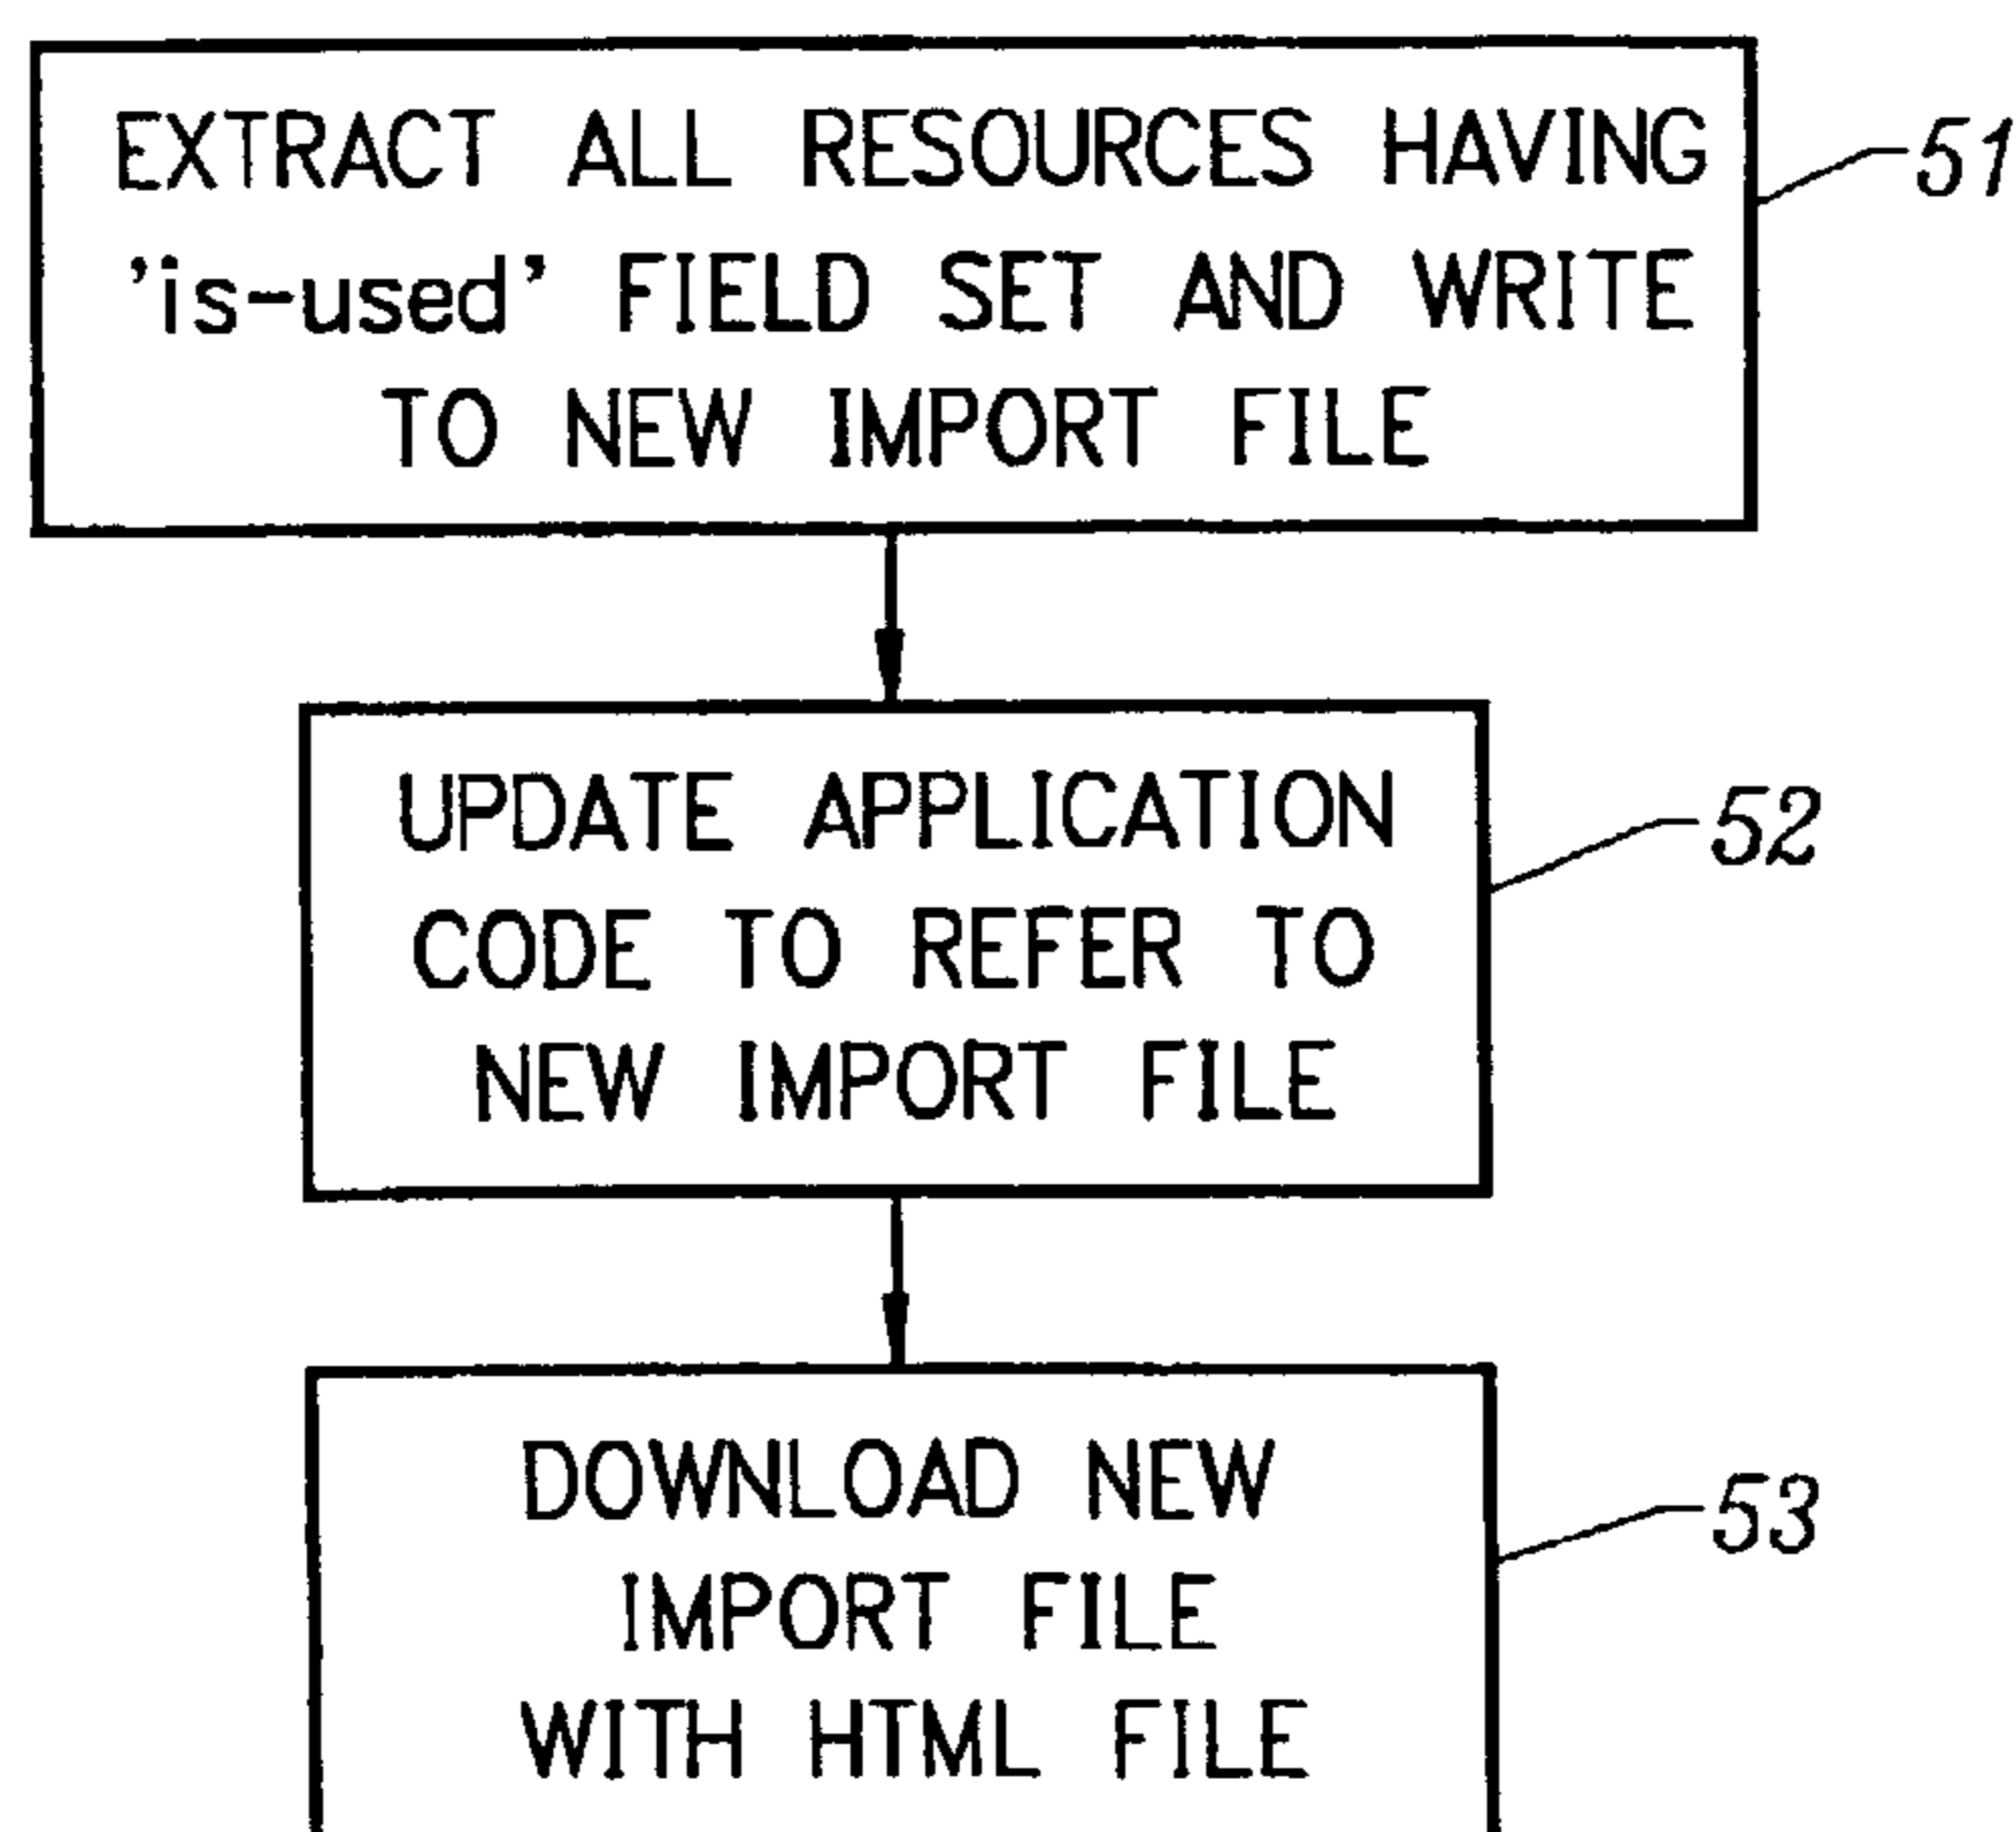 EXTRACT ALL RESOURCES HAVING
'is-used' FIELD SET AND WRITE
TO NEW IMPORT FILE
51
UPDATE APPLICATION
CODE TO REFER TO
NEW IMPORT FILE
52
DOWNLOAD NEW
IMPORT FILE
WITH HTML FILE
53